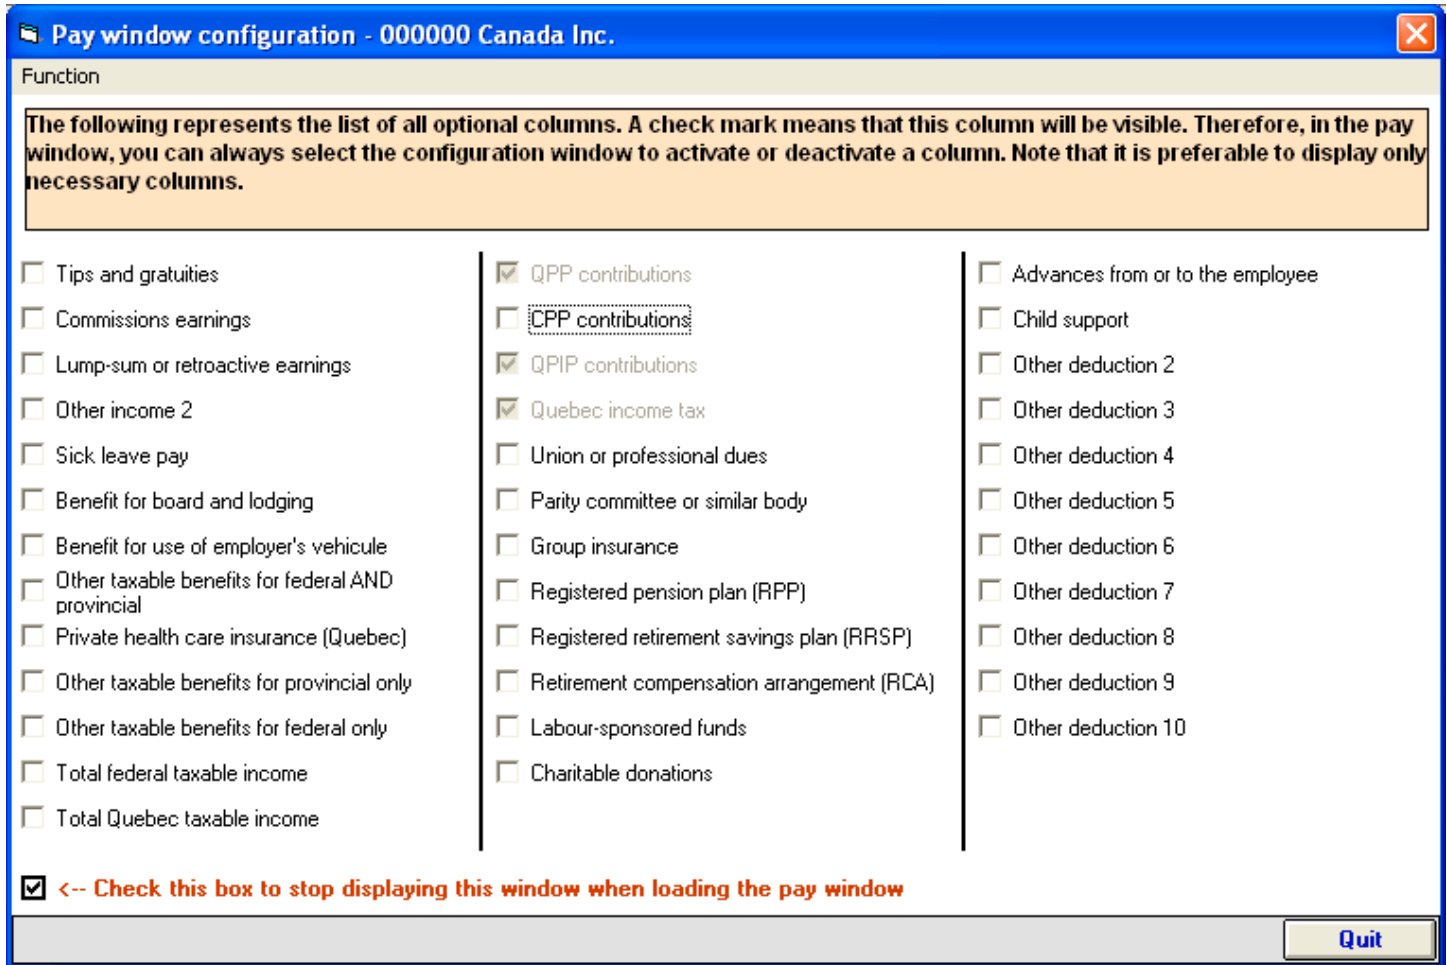 Pay window configuration - 000000 Canada Inc.
Function
The following represents the list of all optional columns. A check mark means that this column will be visible. Therefore, in the pay
window, you can always select the configuration window to activate or deactivate a column. Note that it is preferable to display only
necessary columns.
Tips and gratuities
Commissions earnings
Lump-sum or retroactive earnings
Other income 2
Sick leave pay
Benefit for board and lodging
Benefit for use of employer's vehicule
Other taxable benefits for federal AND
provincial
Private health care insurance (Quebec)
Other taxable benefits for provincial only
Other taxable benefits for federal only
Total federal taxable income
Total Quebec taxable income
QPP contributions
CPP contributions
QPIP contributions
Quebec income tax
Union or professional dues
Parity committee or similar body
Group insurance
Registered pension plan (RPP)
Registered retirement savings plan (RRSP)
Retirement compensation arrangement (RCA)
Labour-sponsored funds
Charitable donations
Advances from or to the employee
Child support
Other deduction 2
Other deduction 3
Other deduction 4
Other deduction 5
Other deduction 6
Other deduction 7
Other deduction 8
Other deduction 9
Other deduction 10
<-- Check this box to stop displaying this window when loading the pay window
Quit